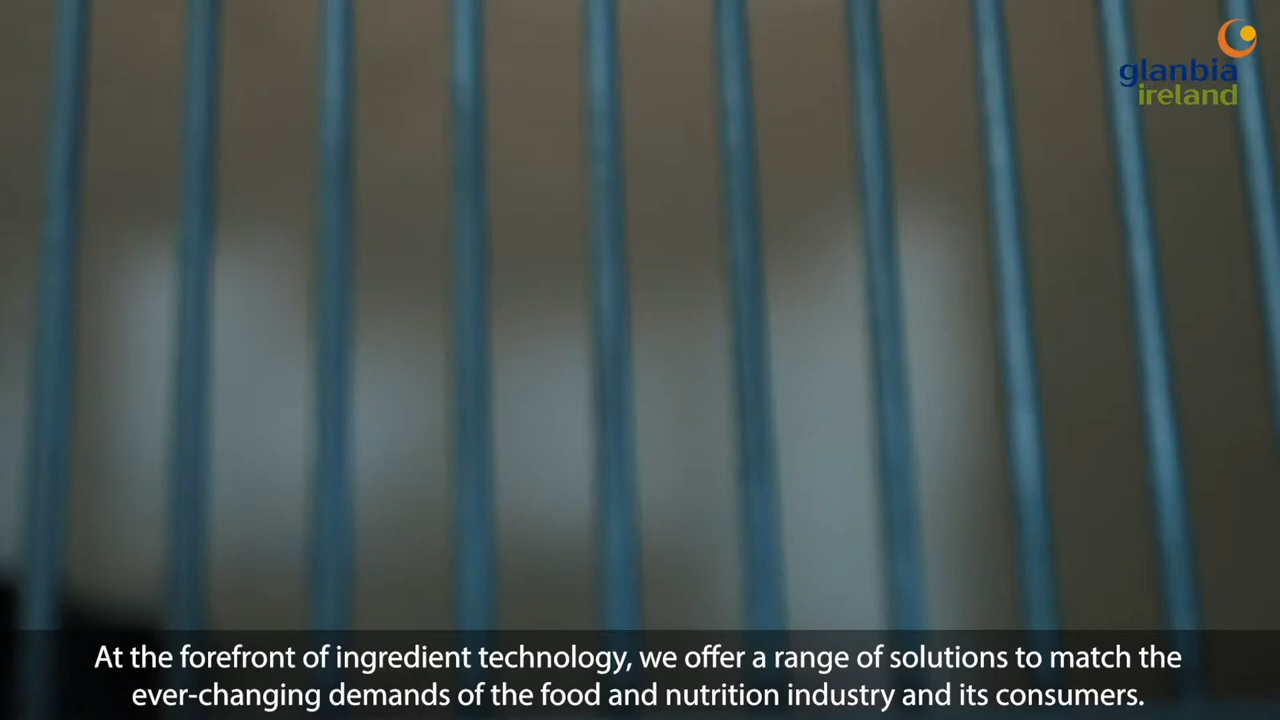 glanbia
ireland
At the forefront of ingredient technology, we offer a range of solutions to match the
ever-changing demands of the food and nutrition industry and its consumers.